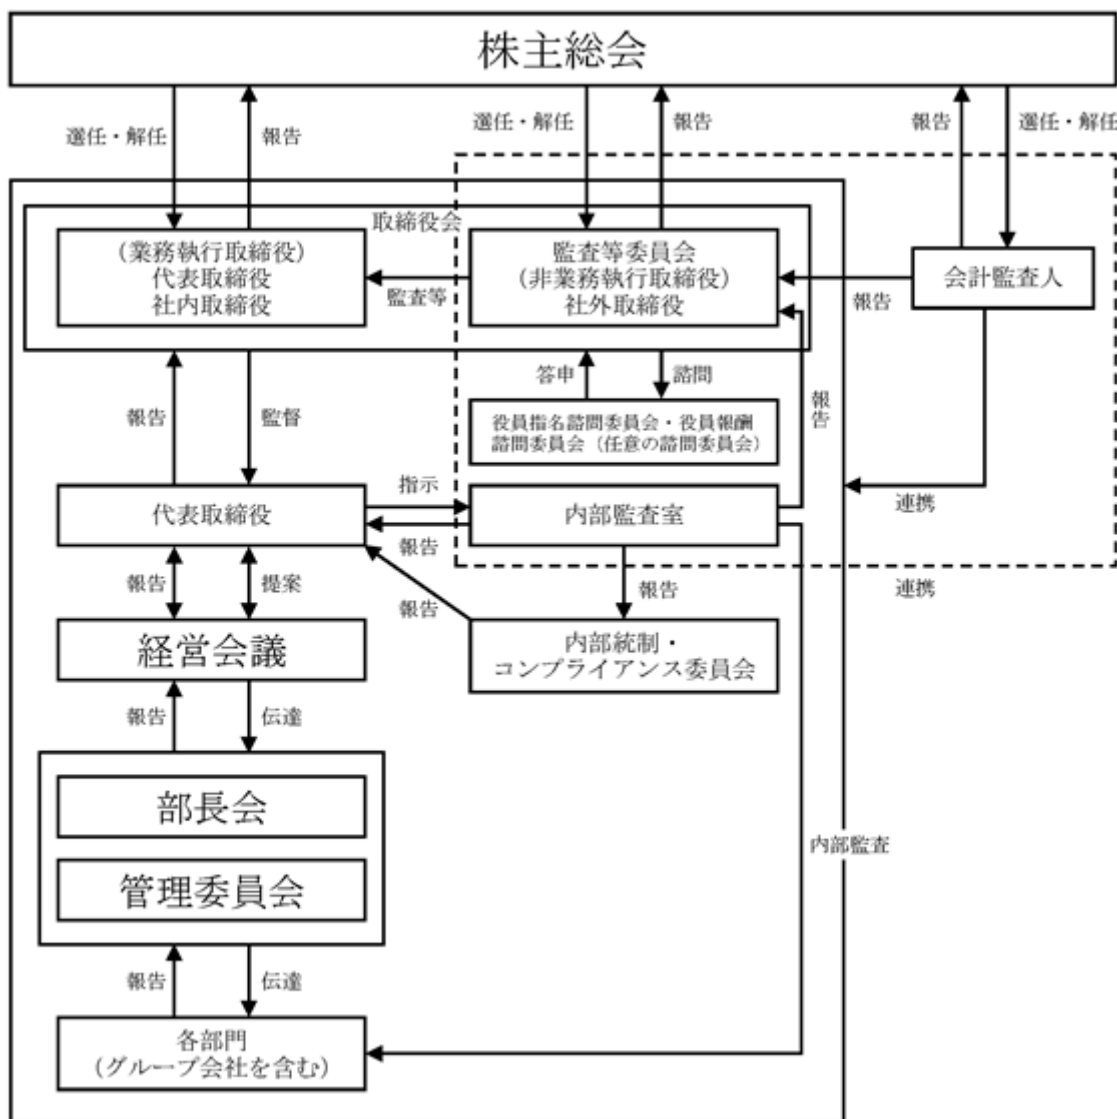 株主総会
選任・解任
報告
選任・解任
報告
報告
選任・解任
取締役会
（業務執行取締役）
代表取締役
社内取締役
監査等
監査等委員会
（非業務執行取締役）
社外取締役
報告
会計監査人
答申
諮問
報告
役員指名諮問委員会・役員報酬
諮問委員会（任意の諮問委員会）
報告
監督
代表取締役
指示
報告
内部監査室
連携
連携
報告
提案
報告
報告
経営会議
内部統制・
コンプライアンス委員会
報告
伝達
部長会
管理委員会
内部監査
報告
伝達
各部門
（グループ会社を含む）